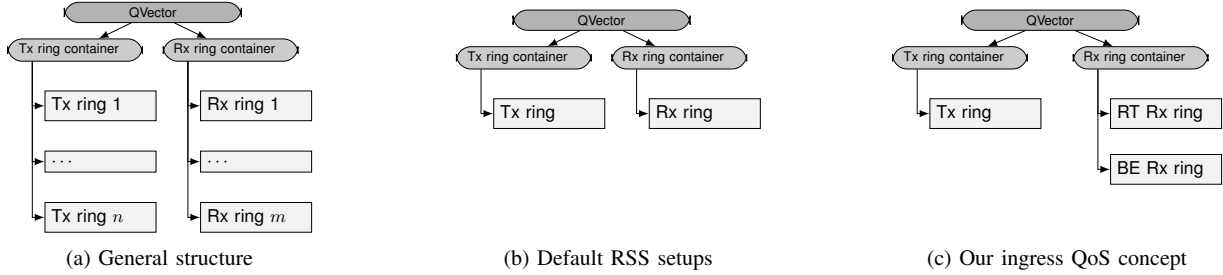 QVector
Tx ring container
Rx ring container
Tx ring 1
Rx ring 1
· · ·
· · ·
Tx ring n
Rx ring m
(a) General structure
QVector
Tx ring container
Rx ring container
Tx ring
Rx ring
(b) Default RSS setups
QVector
Tx ring container
Rx ring container
Tx ring
RT Rx ring
BE Rx ring
(c) Our ingress QoS concept